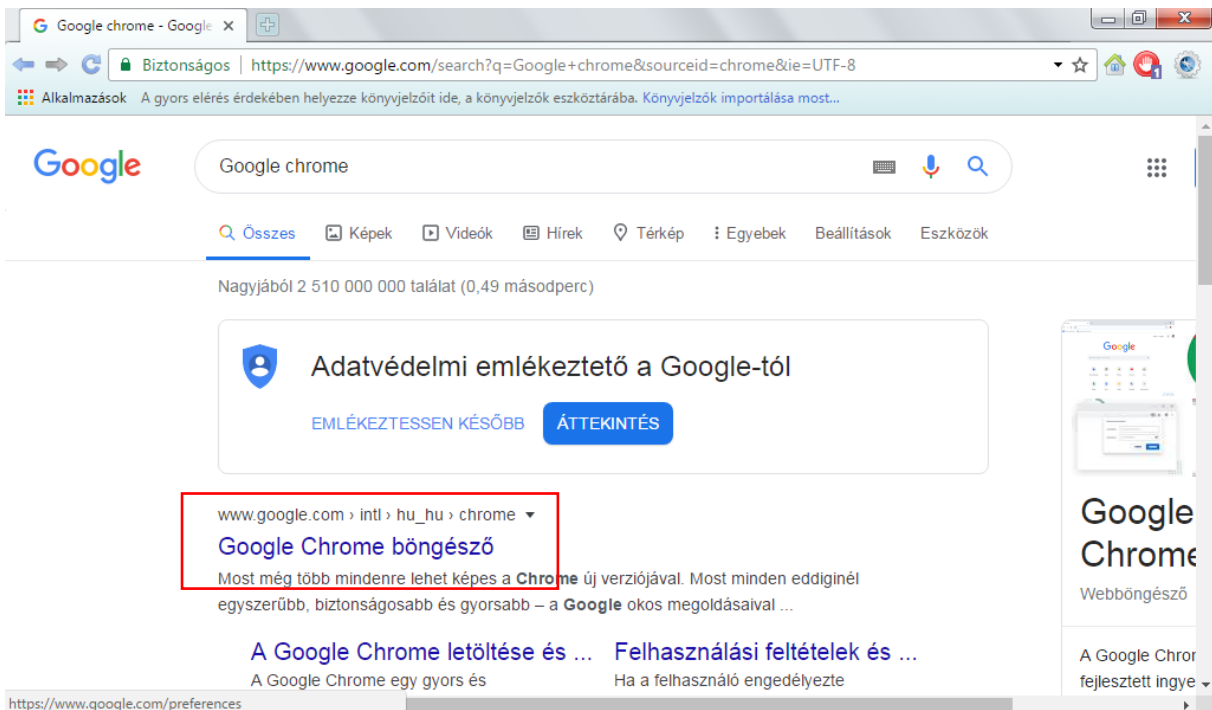 Google chrome - Google
Biztonságos | https://www.google.com/search?q=Google+chrome&sourceid=chrome&ie=UTF-8
Alkalmazások A gyors elérés érdekében helyezze könyvjelzőit ide, a könyvjelzők eszköztárába. Könyvjelzők importálása most...
Google
Google chrome
Összes Képek Videók Hírek Térkép Egyebek Beállítások Eszközök
Nagyjából 2 510 000 000 találat (0,49 másodperc)
Adatvédelmi emlékeztető a Google-tól
EMLÉKEZTESSEN KÉSŐBB ÁTTEKINTÉS
www.google.com › intl › hu_hu › chrome
Google Chrome böngésző
Most még több mindenre lehet képes a Chrome új verziójával. Most minden eddiginél
egyszerűbb, biztonságosabb és gyorsabb – a Google okos megoldásaival ...
A Google Chrome letöltése és ...
A Google Chrome egy gyors és
Felhasználási feltételek és ...
Ha a felhasználó engedélyezte
Google
Google
Chrome
Webböngésző
A Google Chror
fejlesztett ingye
https://www.google.com/preferences